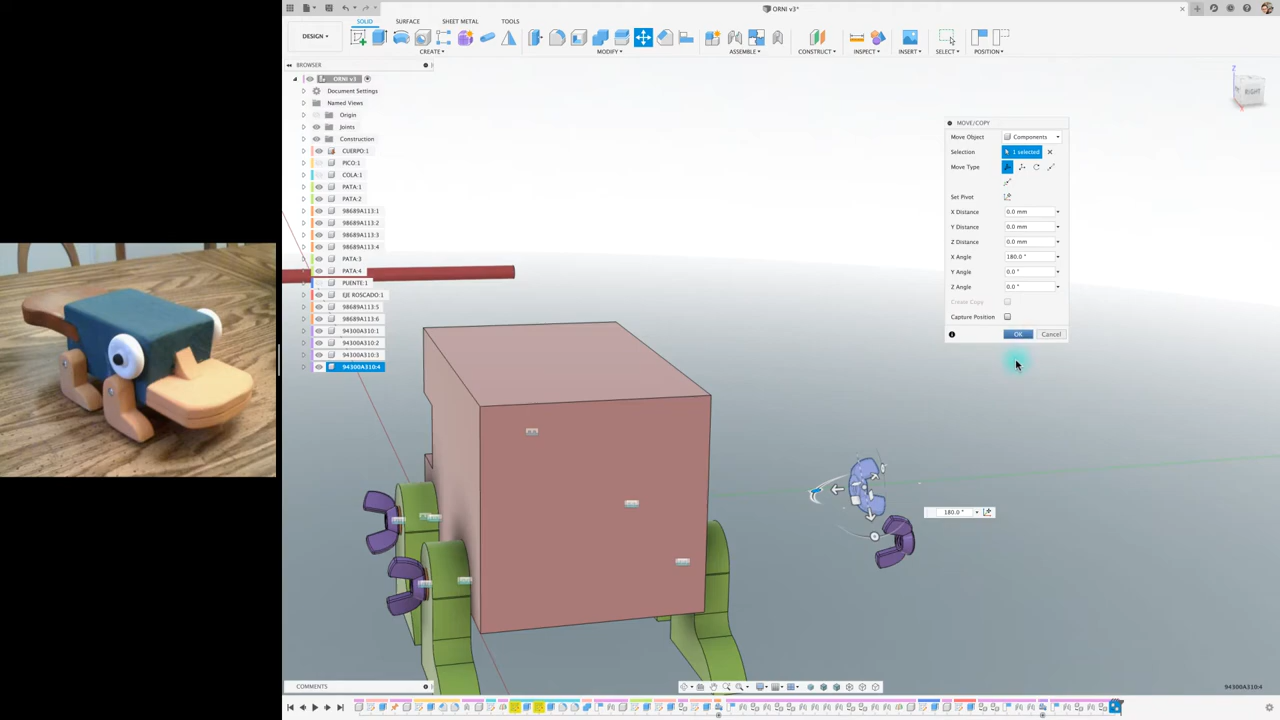 ORNI v3*
DESIGN
SOLID
SURFACE
SHEET METAL
TOOLS
CREATE
MODIFY
ASSEMBLE
CONSTRUCT
INSPECT
INSERT
SELECT
POSITION
BROWSER
ORNI v3
Document Settings
Named Views
Origin
Joints
Construction
CUERPO:1
PICO:1
COLA:1
PATA:1
PATA:2
98689A113:1
98689A113:2
98689A113:3
98689A113:4
PATA:3
PATA:4
PUENTE:1
EJE ROSCADO:1
98689A113:5
98689A113:6
94300A310:1
94300A310:2
94300A310:3
94300A310:4
Z
RIGHT
X
MOVE/COPY
Move Object Components
Selection 1 selected
Move Type
Set Pivot
X Distance 0.0 mm
Y Distance 0.0 mm
Z Distance 0.0 mm
X Angle 180.0 °
Y Angle 0.0 °
Z Angle 0.0 °
Create Copy
Capture Position
OK Cancel
180.0 °
COMMENTS
94300A310:4